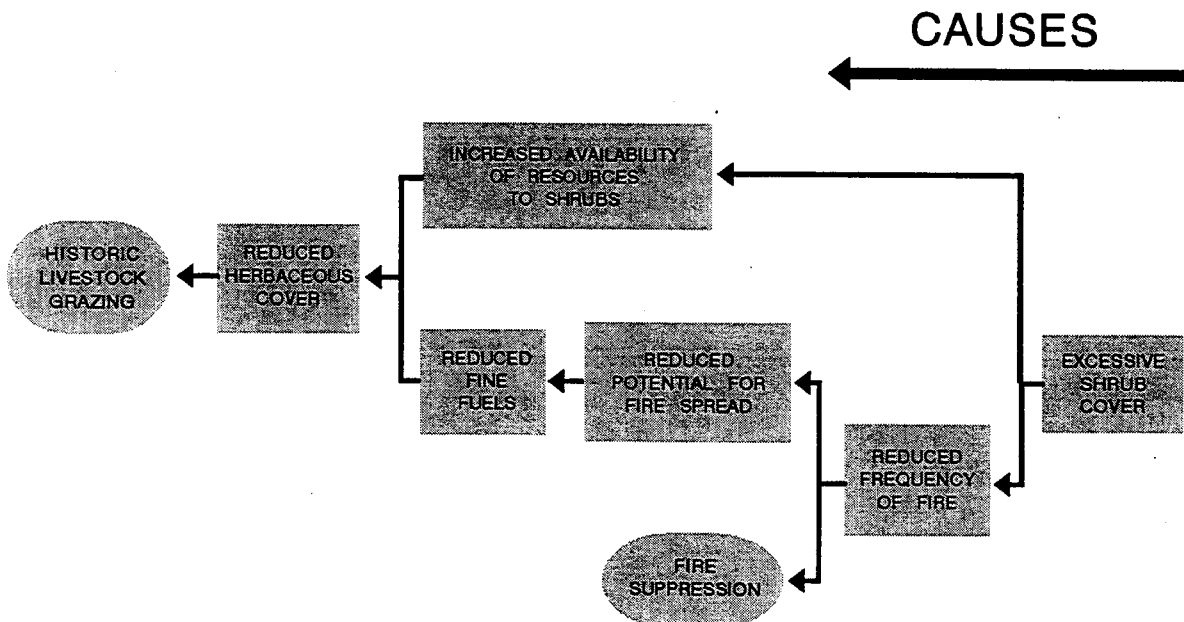 CAUSES
INCREASED AVAILABILITY
OF RESOURCES
TO SHRUBS
HISTORIC
LIVESTOCK
GRAZING
REDUCED
HERBACEOUS
COVER
REDUCED
FINE
FUELS
REDUCED
POTENTIAL FOR
FIRE SPREAD
EXCESSIVE
SHRUB
COVER
REDUCED
FREQUENCY
OF FIRE
FIRE
SUPPRESSION